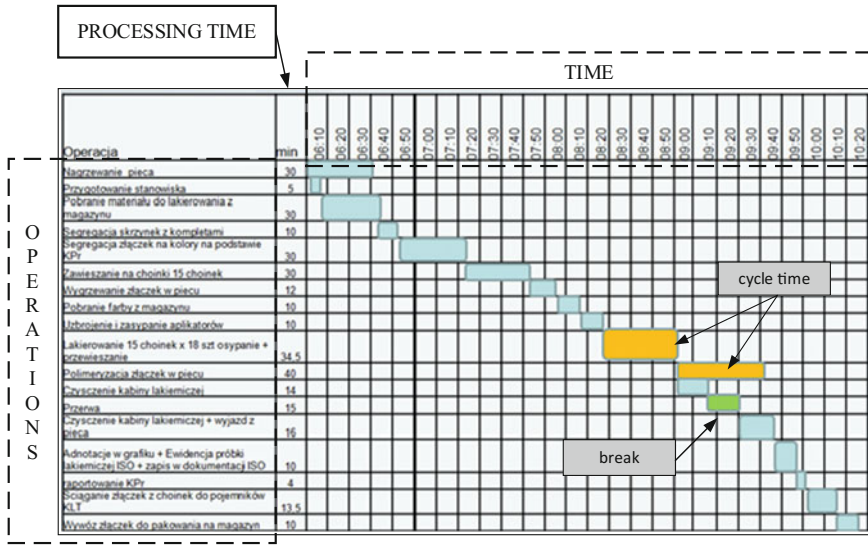 PROCESSING TIME
TIME
Operacja min 06:10 06:20 06:30 06:40 06:50 07:00 07:10 07:20 07:30 07:40 07:50 08:00 08:10 08:20 08:30 08:40 08:50 09:00 09:10 09:20 09:30 09:40 09:50 10:00 10:10 10:20
OPERATIONS
Nagrzewanie pieca 30
Przygotowanie stanowiska 5
Pobranie materiału do lakierowania z
magazynu 30
Segregacja skrzynek z kompletami 10
Segregacja złączek na kolory na podstawie
KPr 30
Zawieszanie na choinki 15 choinek 30
Wygrzewanie złączek w piecu 12
Pobranie farby z magazynu 10
Uzbrojenie i zasypanie aplikatorów 10
Lakierowanie 15 choinek x 18 szt osypanie +
przewieszanie 34,5
Polimeryzacja złączek w piecu 40
Czyszczenie kabiny lakierniczej 14
Przerwa 15
Czyszczenie kabiny lakierniczej + wyjazd z
pieca 16
Adnotacje w grafiku + Ewidencja próbki
lakierniczej ISO + zapis w dokumentacji ISO 10
raportowanie KPr 4
Ściąganie złączek z choinek do pojemników
KLT 13,5
Wywóz złączek do pakowania na magazyn 10
cycle time
break